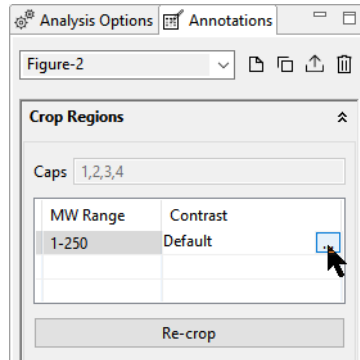 Analysis Options Annotations
Figure-2
Crop Regions
Caps 1,2,3,4
MW Range Contrast
1-250 Default ...
Re-crop